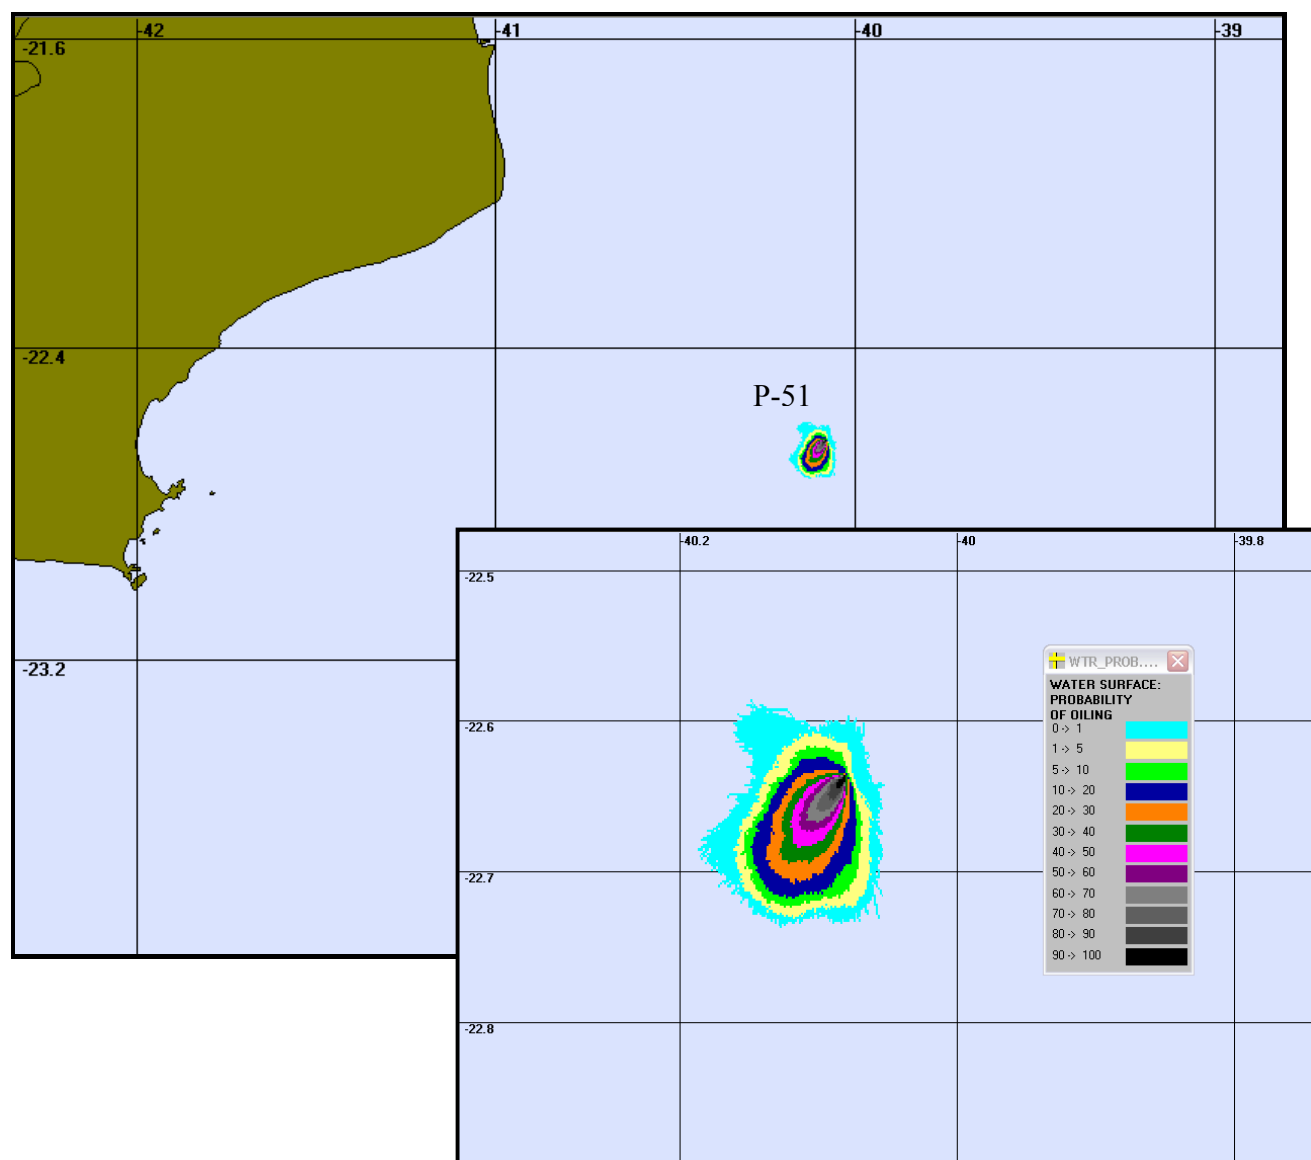 -42
-41
-40
-39
-21.6
-22.4
P-51
-23.2
-40.2
-40
-39.8
-22.5
-22.6
-22.7
-22.8
WTR_PROB....
WATER SURFACE:
PROBABILITY
OF OILING
0 -> 1
1 -> 5
5 -> 10
10 -> 20
20 -> 30
30 -> 40
40 -> 50
50 -> 60
60 -> 70
70 -> 80
80 -> 90
90 -> 100